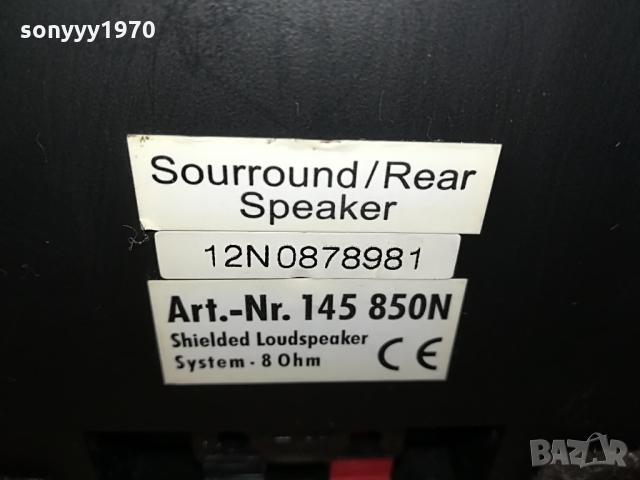 sonyyy1970
Sourround/Rear
Speaker
12N0878981
Art.-Nr. 145 850N
Shielded Loudspeaker
System - 8 Ohm CE
BAZAR